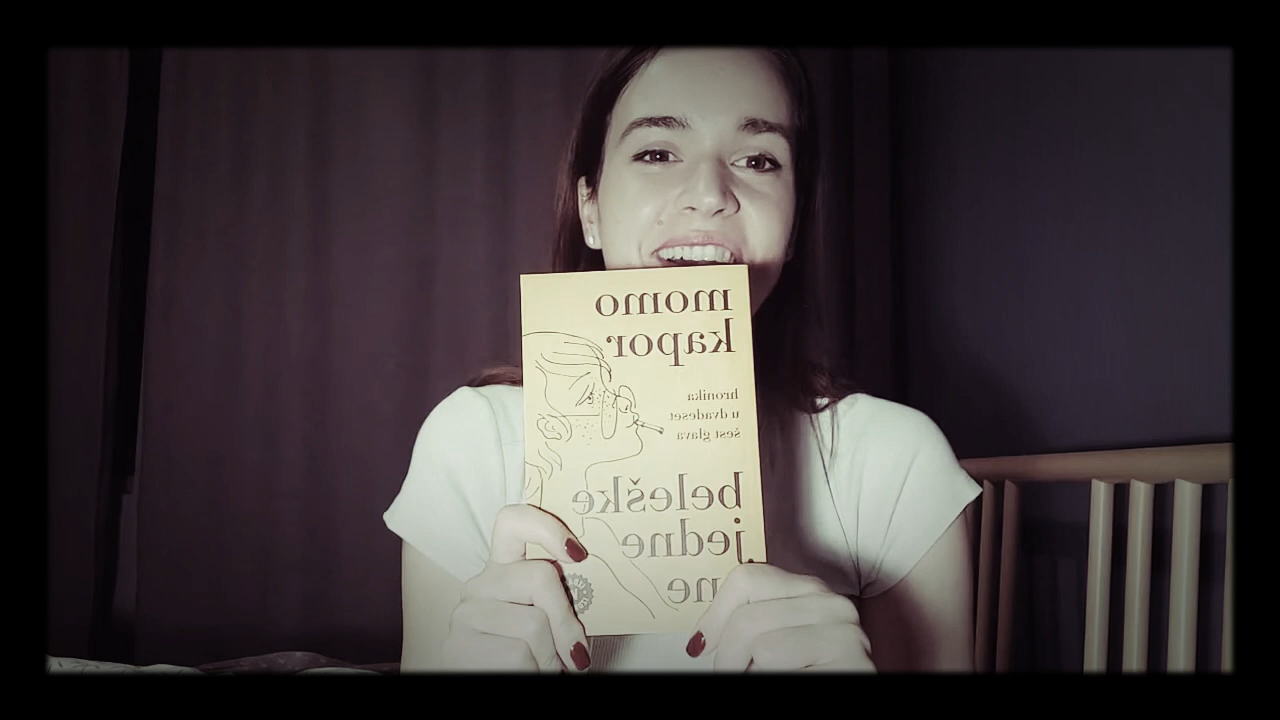 momo
kapor
hronika
u dvadeset
šest glava
beleške
jedne